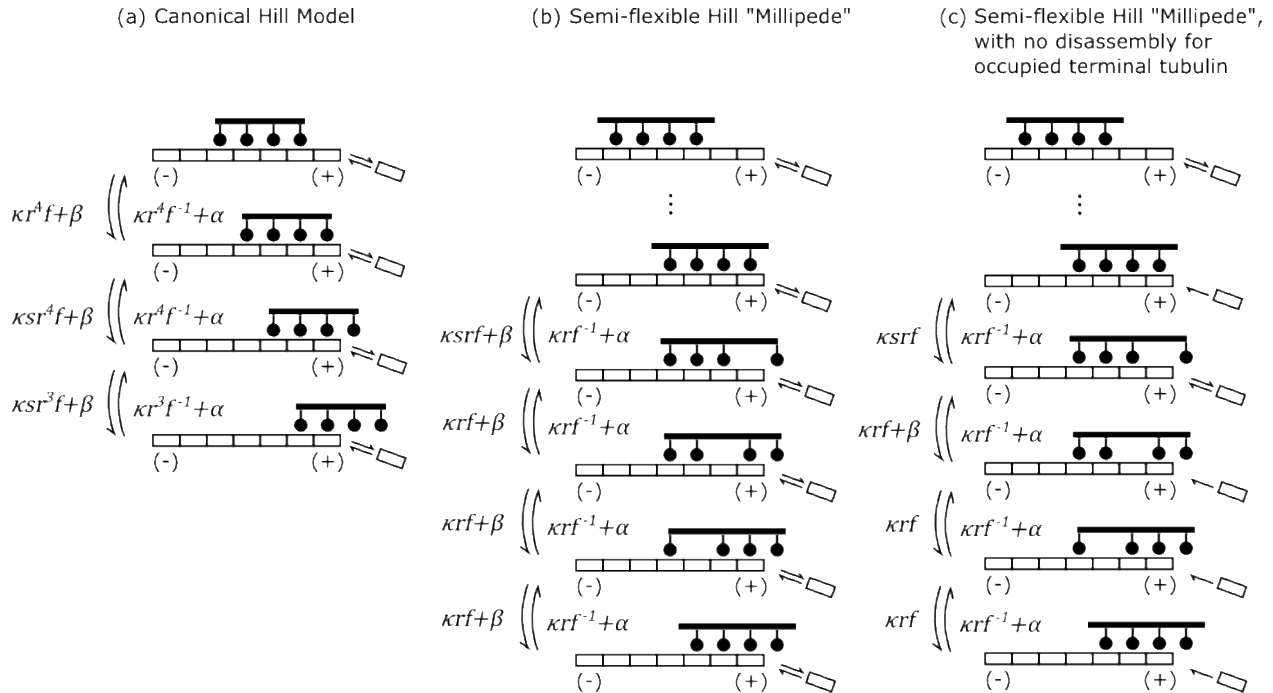 (a) Canonical Hill Model
(-) (+)
κr⁴f+β κr⁴f⁻¹+α
(-) (+)
κsr⁴f+β κr⁴f⁻¹+α
(-) (+)
κsr³f+β κr³f⁻¹+α
(-) (+)
(b) Semi-flexible Hill "Millipede"
(-) (+)
⋮
(-) (+)
κsrf+β κrf⁻¹+α
(-) (+)
κrf+β κrf⁻¹+α
(-) (+)
κrf+β κrf⁻¹+α
(-) (+)
κrf+β κrf⁻¹+α
(-) (+)
(c) Semi-flexible Hill "Millipede",
with no disassembly for
occupied terminal tubulin
(-) (+)
⋮
(-) (+)
κsrf κrf⁻¹+α
(-) (+)
κrf+β κrf⁻¹+α
(-) (+)
κrf κrf⁻¹+α
(-) (+)
κrf κrf⁻¹+α
(-) (+)